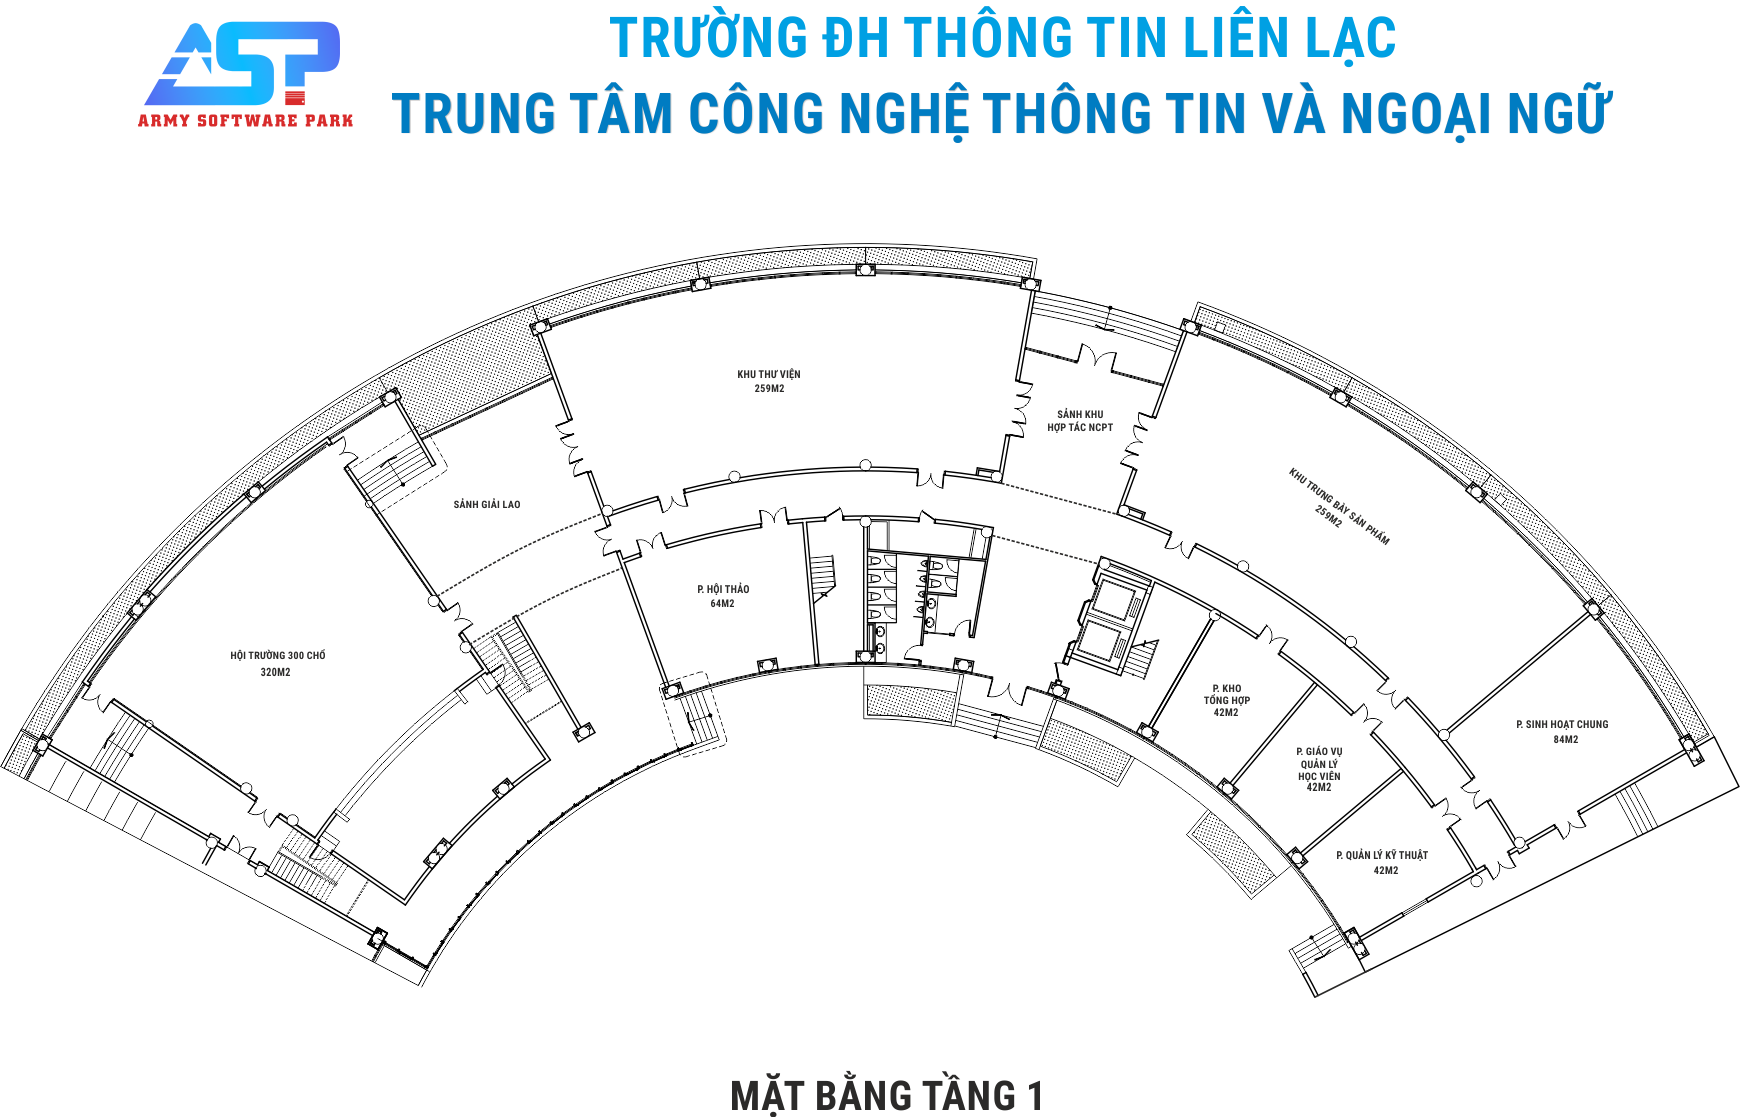 TRƯỜNG ĐH THÔNG TIN LIÊN LẠC
TRUNG TÂM CÔNG NGHỆ THÔNG TIN VÀ NGOẠI NGỮ
ASP
ARMY SOFTWARE PARK
KHU THƯ VIỆN
259M2
SẢNH KHU
HỢP TÁC NCPT
KHU TRƯNG BÀY SẢN PHẨM
259M2
SẢNH GIẢI LAO
P. HỘI THẢO
64M2
HỘI TRƯỜNG 300 CHỖ
320M2
P. KHO
TỔNG HỢP
42M2
P. SINH HOẠT CHUNG
84M2
P. GIÁO VỤ
QUẢN LÝ
HỌC VIÊN
42M2
P. QUẢN LÝ KỸ THUẬT
42M2
MẶT BẰNG TẦNG 1